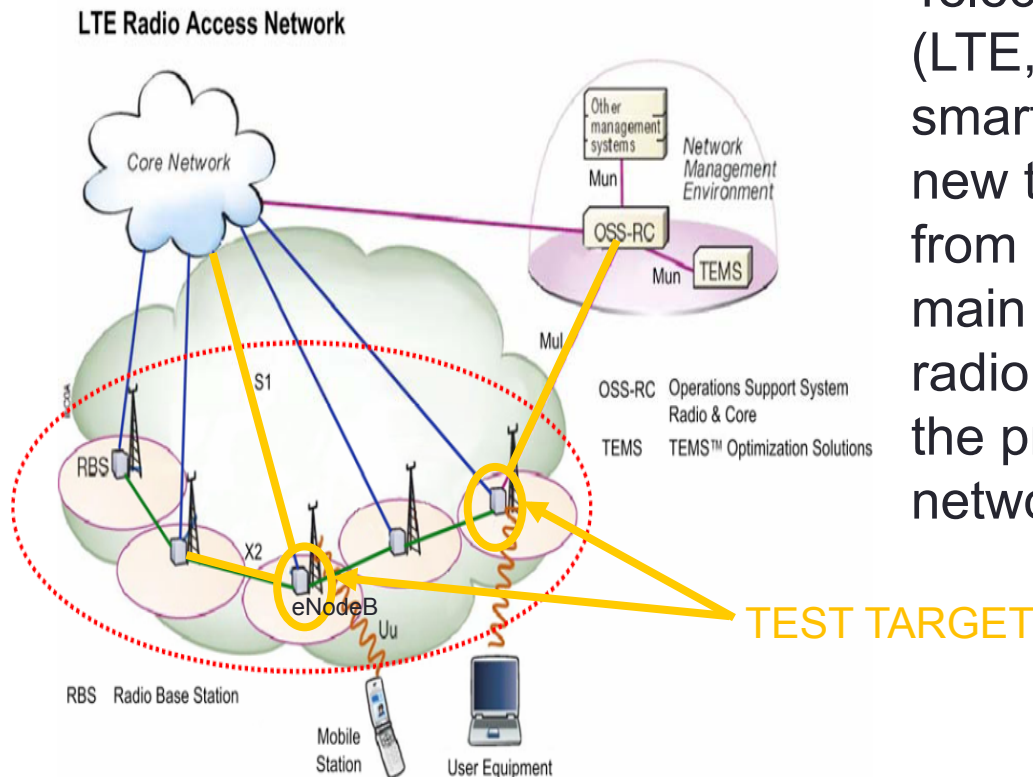 LTE Radio Access Network
(LTE,
smart
new t
from
main
radio
the p
netwo
Core Network
Other
management
systems
Network
Management
Environment
Mun
OSS-RC
Mun
TEMS
Mul
S1
OSS-RC Operations Support System
Radio & Core
TEMS TEMS™ Optimization Solutions
RBS
X2
eNodeB
Uu
TEST TARGET
RBS Radio Base Station
Mobile
Station
User Equipment